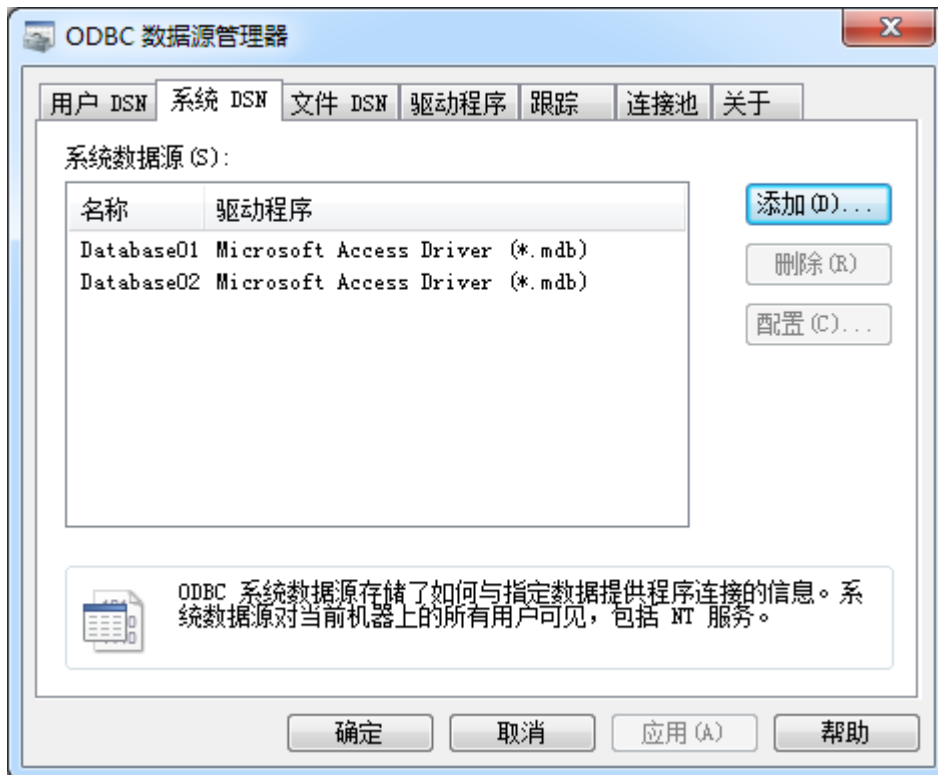 ODBC 数据源管理器
用户 DSN 系统 DSN 文件 DSN 驱动程序 跟踪 连接池 关于
系统数据源(S):
名称 驱动程序
添加(D)...
Database01 Microsoft Access Driver (*.mdb)
删除(R)
Database02 Microsoft Access Driver (*.mdb)
配置(C)...
ODBC 系统数据源存储了如何与指定数据提供程序连接的信息。系
统数据源对当前机器上的所有用户可见，包括 NT 服务。
确定 取消 应用(A) 帮助